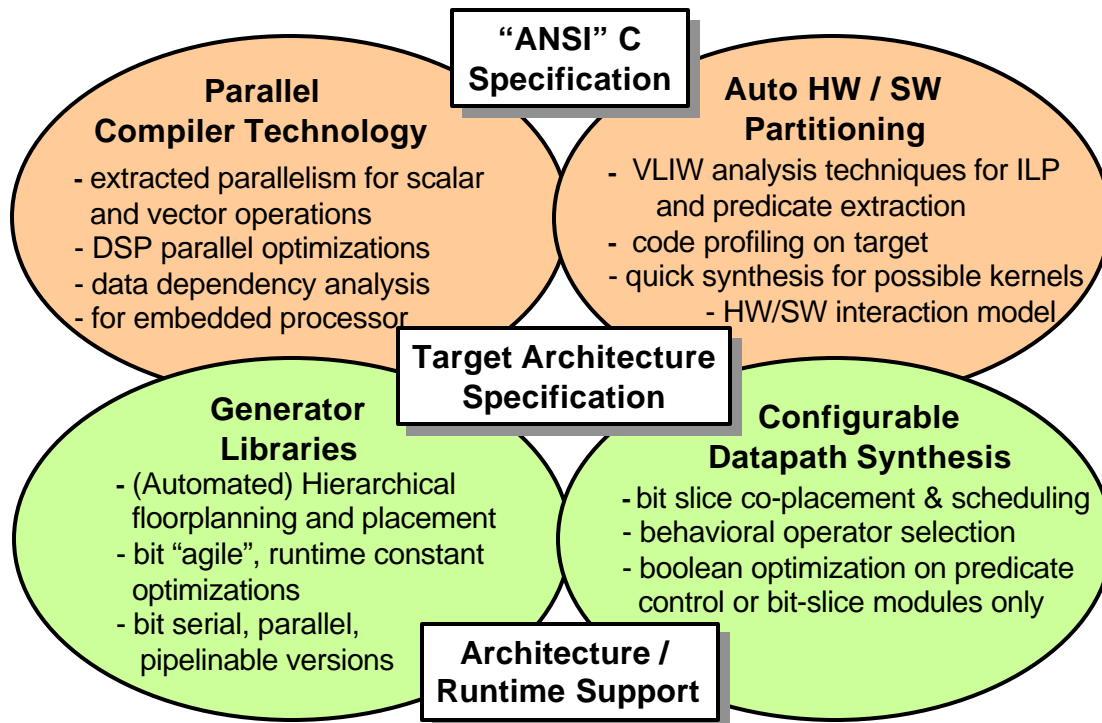 “ANSI” C
Specification
Parallel
Compiler Technology
- extracted parallelism for scalar
and vector operations
- DSP parallel optimizations
- data dependency analysis
- for embedded processor
Auto HW / SW
Partitioning
- VLIW analysis techniques for ILP
and predicate extraction
- code profiling on target
- quick synthesis for possible kernels
- HW/SW interaction model
Target Architecture
Specification
Generator
Libraries
- (Automated) Hierarchical
floorplanning and placement
- bit “agile”, runtime constant
optimizations
- bit serial, parallel,
pipelinable versions
Configurable
Datapath Synthesis
- bit slice co-placement & scheduling
- behavioral operator selection
- boolean optimization on predicate
control or bit-slice modules only
Architecture /
Runtime Support